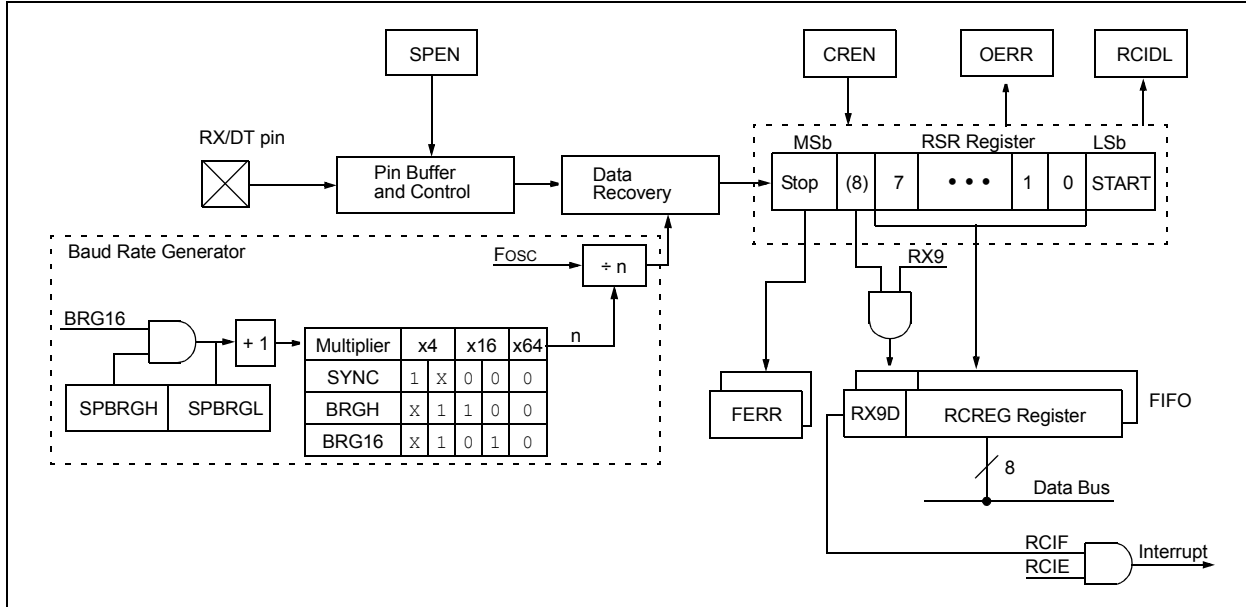 SPEN
CREN
OERR
RCIDL
RX/DT pin
Pin Buffer
and Control
Data
Recovery
MSb
RSR Register
LSb
Stop (8) 7 • • • 1 0 START
Baud Rate Generator
FOSC
÷ n
RX9
BRG16
+ 1
n
SPBRGH SPBRGL
Multiplier x4 x16 x64
SYNC 1 X 0 0 0
BRGH X 1 1 0 0
BRG16 X 1 0 1 0
FERR
RX9D RCREG Register
FIFO
8
Data Bus
RCIF
RCIE
Interrupt